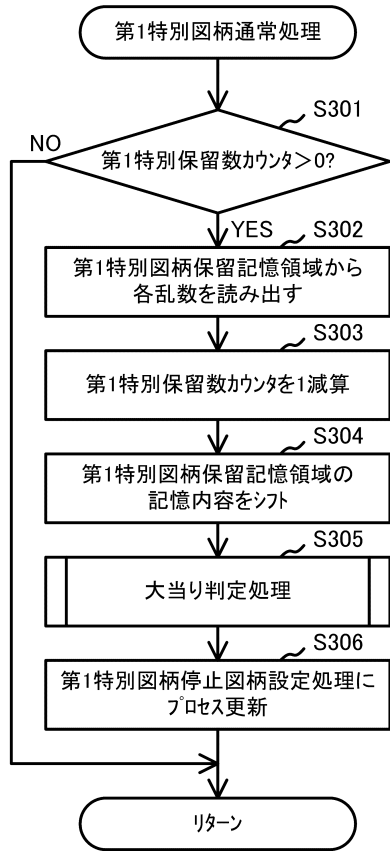 第1特別図柄通常処理
S301
NO
第1特別保留数カウンタ＞0?
YES
S302
第1特別図柄保留記憶領域から
各乱数を読み出す
S303
第1特別保留数カウンタを1減算
S304
第1特別図柄保留記憶領域の
記憶内容をシフト
S305
大当り判定処理
S306
第1特別図柄停止図柄設定処理に
プロセス更新
リターン